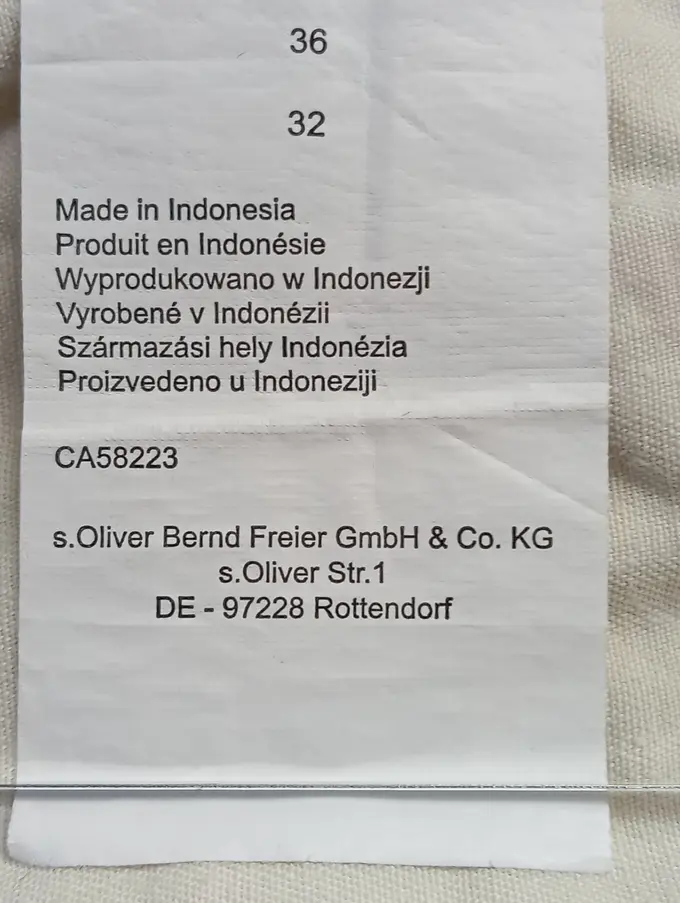 36
32
Made in Indonesia
Produit en Indonésie
Wyprodukowano w Indonezji
Vyrobené v Indonézii
Származási hely Indonézia
Proizvedeno u Indoneziji
CA58223
s.Oliver Bernd Freier GmbH & Co. KG
s.Oliver Str.1
DE - 97228 Rottendorf